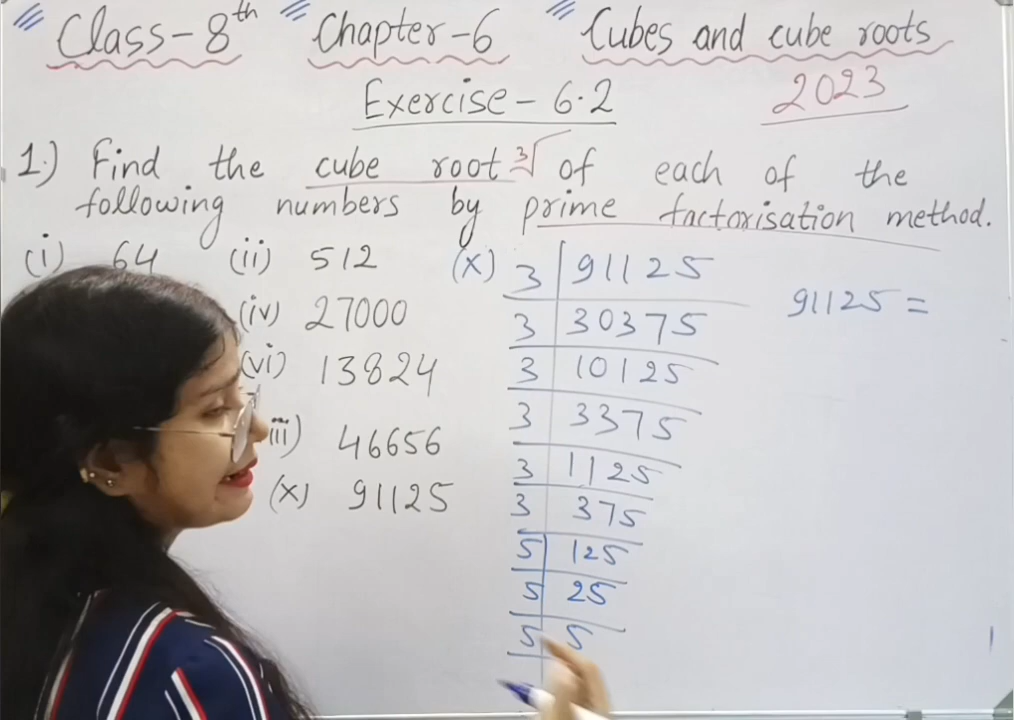 Class-8th Chapter-6 Cubes and cube roots
Exercise-6.2 2023
1.) Find the cube root ∛ of each of the
following numbers by prime factorisation method.
(i) 64 (ii) 512
(iv) 27000
(vi) 13824
iii) 46656
(x) 91125
(x) 3 | 91125
3 | 30375
3 | 10125
3 | 3375
3 | 1125
3 | 375
5 | 125
5 | 25
5 | 5
91125 =